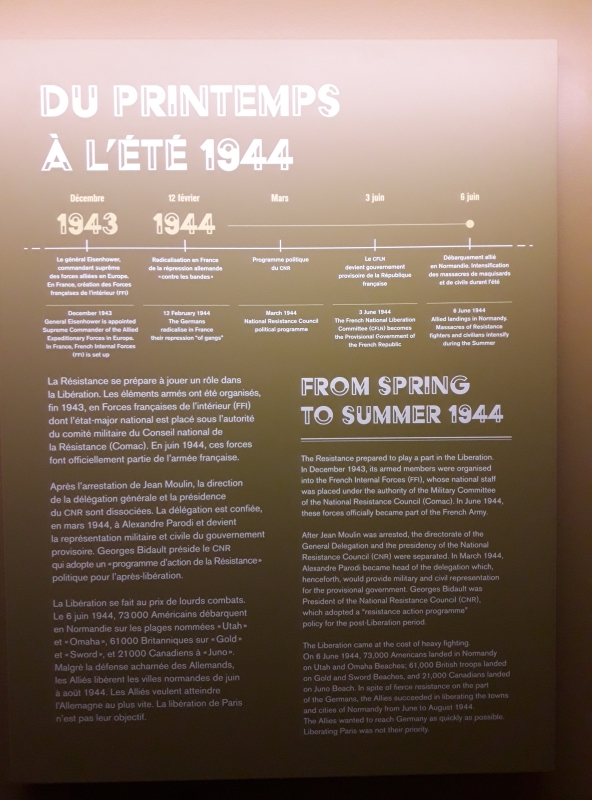 DU PRINTEMPS
À L'ÉTÉ 1944
Décembre
1943
Le général Eisenhower,
commandant suprême
des forces alliées en Europe.
En France, création des Forces
françaises de l'intérieur (FFI)
December 1943
General Eisenhower is appointed
Supreme Commander of the Allied
Expeditionary Forces in Europe.
In France, French Internal Forces
(FFI) is set up
12 février
1944
Radicalisation en France
de la répression allemande
«contre les bandes»
12 February 1944
The Germans
radicalise in France
their repression "of gangs"
Mars
Programme politique
du CNR
March 1944
National Resistance Council
political programme
3 juin
Le CFLN
devient gouvernement
provisoire de la République
française
3 June 1944
The French National Liberation
Committee (CFLN) becomes
the Provisional Government of
the French Republic
6 juin
Débarquement allié
en Normandie. Intensification
des massacres de maquisards
et de civils durant l'été
6 June 1944
Allied landings in Normandy.
Massacres of Resistance
fighters and civilians intensify
during the Summer
La Résistance se prépare à jouer un rôle dans
la Libération. Les éléments armés ont été organisés,
fin 1943, en Forces françaises de l'intérieur (FFI)
dont l'état-major national est placé sous l'autorité
du comité militaire du Conseil national de
la Résistance (Comac). En juin 1944, ces forces
font officiellement partie de l'armée française.
Après l'arrestation de Jean Moulin, la direction
de la délégation générale et la présidence
du CNR sont dissociées. La délégation est confiée,
en mars 1944, à Alexandre Parodi et devient
la représentation militaire et civile du gouvernement
provisoire. Georges Bidault préside le CNR
qui adopte un «programme d'action de la Résistance»
politique pour l'après-libération.
La Libération se fait au prix de lourds combats.
Le 6 juin 1944, 73 000 Américains débarquent
en Normandie sur les plages nommées «Utah»
et «Omaha», 61 000 Britanniques sur «Gold»
et «Sword», et 21 000 Canadiens à «Juno».
Malgré la défense acharnée des Allemands,
les Alliés libèrent les villes normandes de juin
à août 1944. Les Alliés veulent atteindre
l'Allemagne au plus vite. La libération de Paris
n'est pas leur objectif.
FROM SPRING
TO SUMMER 1944
The Resistance prepared to play a part in the Liberation.
In December 1943, its armed members were organised
into the French Internal Forces (FFI), whose national staff
was placed under the authority of the Military Committee
of the National Resistance Council (Comac). In June 1944,
these forces officially became part of the French Army.
After Jean Moulin was arrested, the directorate of the
General Delegation and the presidency of the National
Resistance Council (CNR) were separated. In March 1944,
Alexandre Parodi became head of the delegation which,
henceforth, would provide military and civil representation
for the provisional government. Georges Bidault was
President of the National Resistance Council (CNR),
which adopted a "resistance action programme"
policy for the post-Liberation period.
The Liberation came at the cost of heavy fighting.
On 6 June 1944, 73,000 Americans landed in Normandy
on Utah and Omaha Beaches; 61,000 British troops landed
on Gold and Sword Beaches, and 21,000 Canadians landed
on Juno Beach. In spite of fierce resistance on the part
of the Germans, the Allies succeeded in liberating the towns
and cities of Normandy from June to August 1944.
The Allies wanted to reach Germany as quickly as possible.
Liberating Paris was not their priority.